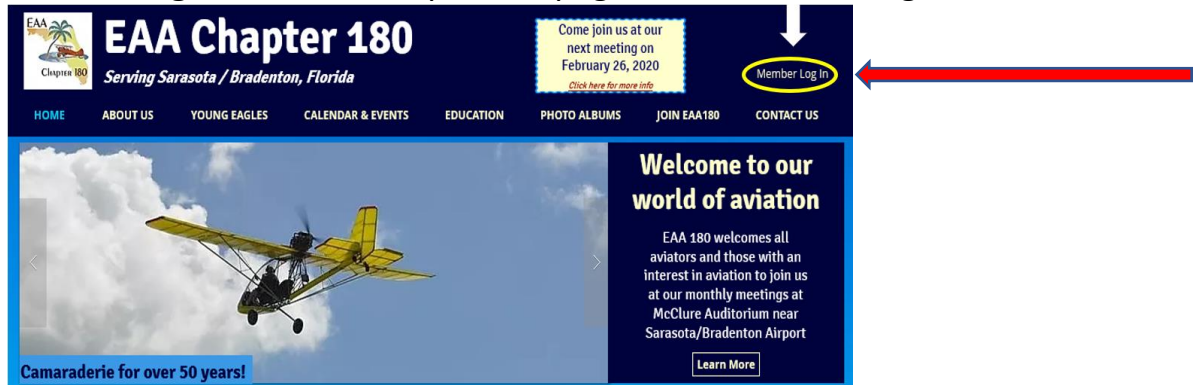 EAA
Chapter 180
EAA Chapter 180
Serving Sarasota / Bradenton, Florida
Come join us at our
next meeting on
February 26, 2020
Click here for more info
Member Log In
HOME ABOUT US YOUNG EAGLES CALENDAR & EVENTS EDUCATION PHOTO ALBUMS JOIN EAA180 CONTACT US
Welcome to our
world of aviation
EAA 180 welcomes all
aviators and those with an
interest in aviation to join us
at our monthly meetings at
McClure Auditorium near
Sarasota/Bradenton Airport
Learn More
Camaraderie for over 50 years!